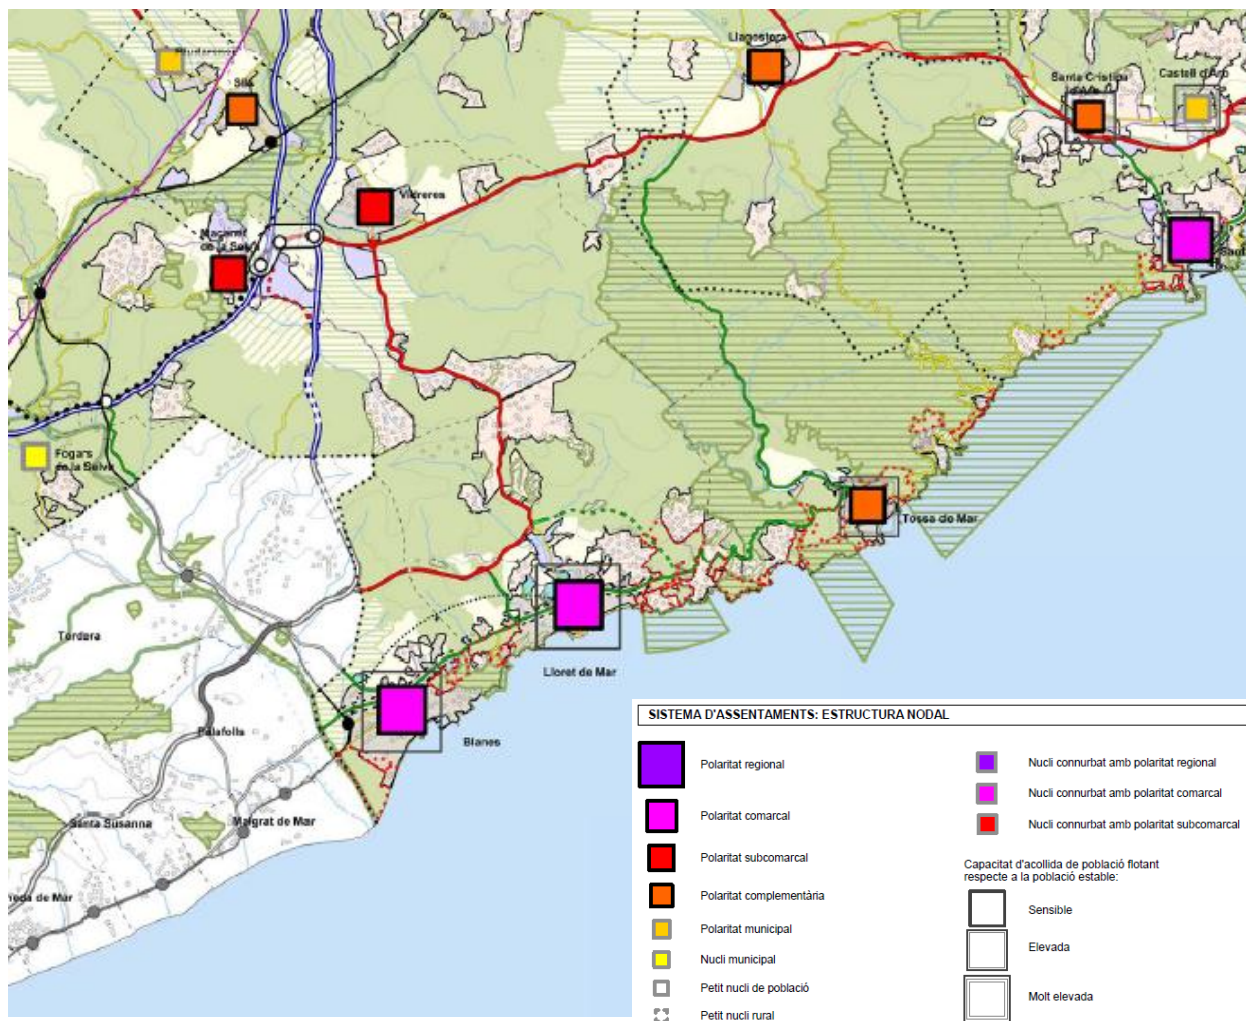 Llagostera
Castell d'Aro
Santa Cristina
d'Aro
Sils
Vidreres
Maçanet
de la Selva
Fogars
de la Selva
Tossa de Mar
Tordera
Lloret de Mar
Palafolls
Blanes
Santa Susanna
Malgrat de Mar
de Mar
SISTEMA D'ASSENTAMENTS: ESTRUCTURA NODAL
Polaritat regional
Polaritat comarcal
Polaritat subcomarcal
Polaritat complementària
Polaritat municipal
Nucli municipal
Petit nucli de població
Petit nucli rural
Nucli connurbat amb polaritat regional
Nucli connurbat amb polaritat comarcal
Nucli connurbat amb polaritat subcomarcal
Capacitat d'acollida de població flotant
respecte a la població estable:
Sensible
Elevada
Molt elevada